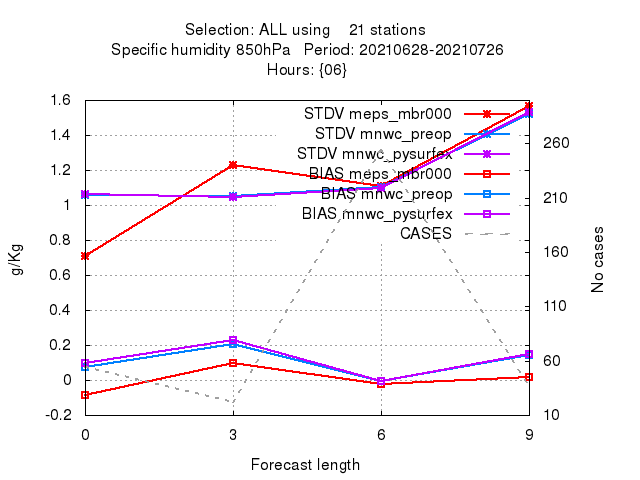 Selection: ALL using    21 stations
Specific humidity 850hPa   Period: 20210628-20210726
Hours: {06}
1.6
1.4
1.2
1
0.8
0.6
0.4
0.2
0
-0.2
g/Kg
STDV meps_mbr000
STDV mnwc_preop
STDV mnwc_pysurfex
BIAS meps_mbr000
BIAS mnwc_preop
BIAS mnwc_pysurfex
CASES
260
210
160
110
60
10
No cases
0 3 6 9
Forecast length